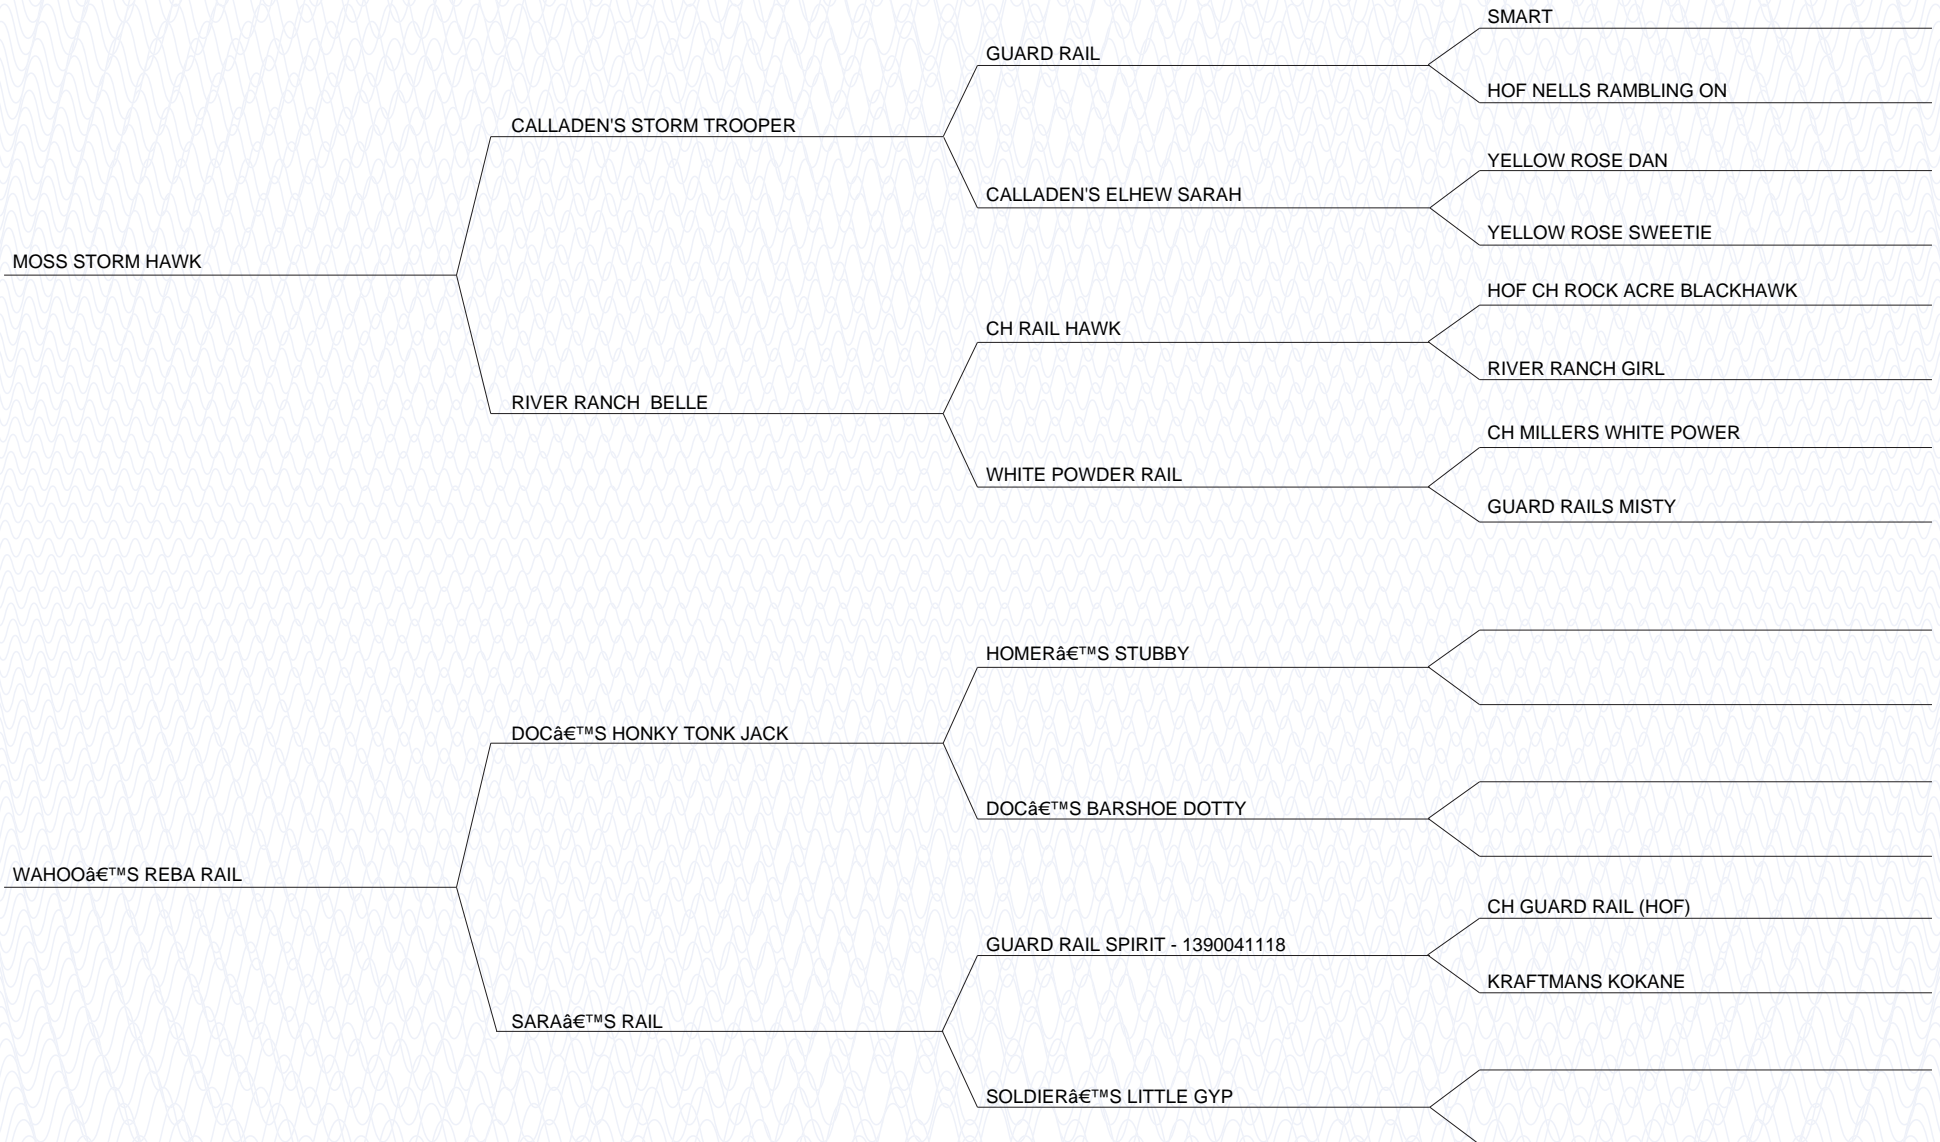 SMART
GUARD RAIL
HOF NELLS RAMBLING ON
CALLADEN'S STORM TROOPER
YELLOW ROSE DAN
CALLADEN'S ELHEW SARAH
YELLOW ROSE SWEETIE
MOSS STORM HAWK
HOF CH ROCK ACRE BLACKHAWK
CH RAIL HAWK
RIVER RANCH GIRL
RIVER RANCH  BELLE
CH MILLERS WHITE POWER
WHITE POWDER RAIL
GUARD RAILS MISTY
HOMERâ€™S STUBBY
DOCâ€™S HONKY TONK JACK
DOCâ€™S BARSHOE DOTTY
WAHOOâ€™S REBA RAIL
CH GUARD RAIL (HOF)
GUARD RAIL SPIRIT - 1390041118
KRAFTMANS KOKANE
SARAâ€™S RAIL
SOLDIERâ€™S LITTLE GYP